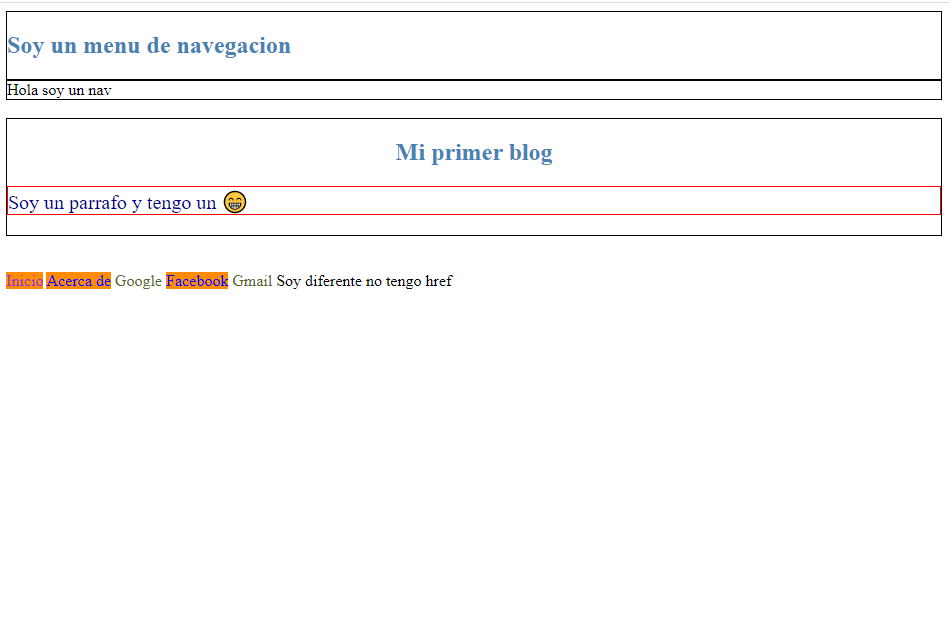 Soy un menu de navegacion
Hola soy un nav
Mi primer blog
Soy un parrafo y tengo un 😁
Inicio Acerca de Google Facebook Gmail Soy diferente no tengo href